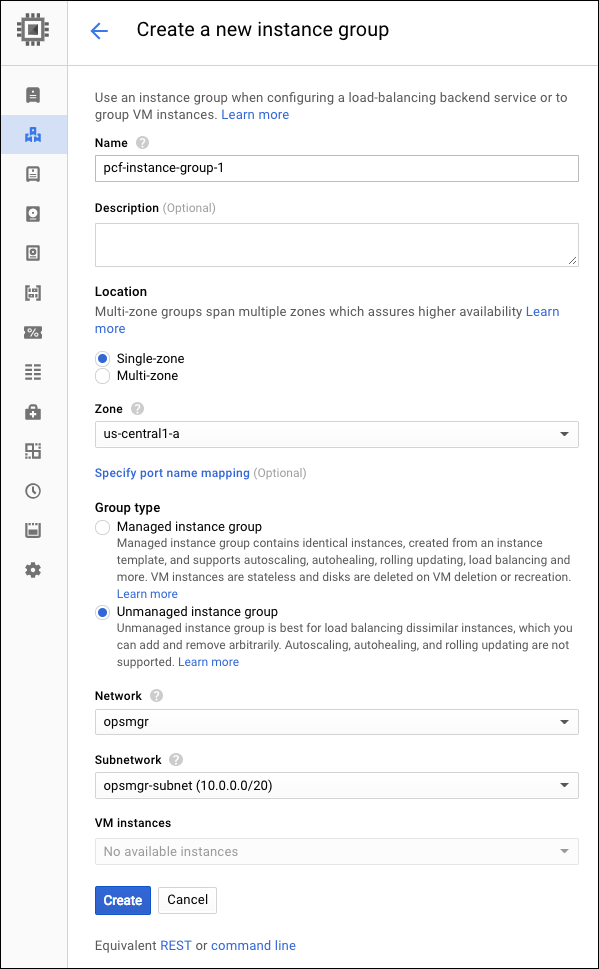 Create a new instance group
Use an instance group when configuring a load-balancing backend service or to
group VM instances. Learn more
Name ?
pcf-instance-group-1
Description (Optional)
Location
Multi-zone groups span multiple zones which assures higher availability Learn
more
Single-zone
Multi-zone
Zone ?
us-central1-a
Specify port name mapping (Optional)
Group type
Managed instance group
Managed instance group contains identical instances, created from an instance
template, and supports autoscaling, autohealing, rolling updating, load balancing and
more. VM instances are stateless and disks are deleted on VM deletion or recreation.
Learn more
Unmanaged instance group
Unmanaged instance group is best for load balancing dissimilar instances, which you
can add and remove arbitrarily. Autoscaling, autohealing, and rolling updating are not
supported. Learn more
Network ?
opsmgr
Subnetwork ?
opsmgr-subnet (10.0.0.0/20)
VM instances
No available instances
Create Cancel
Equivalent REST or command line